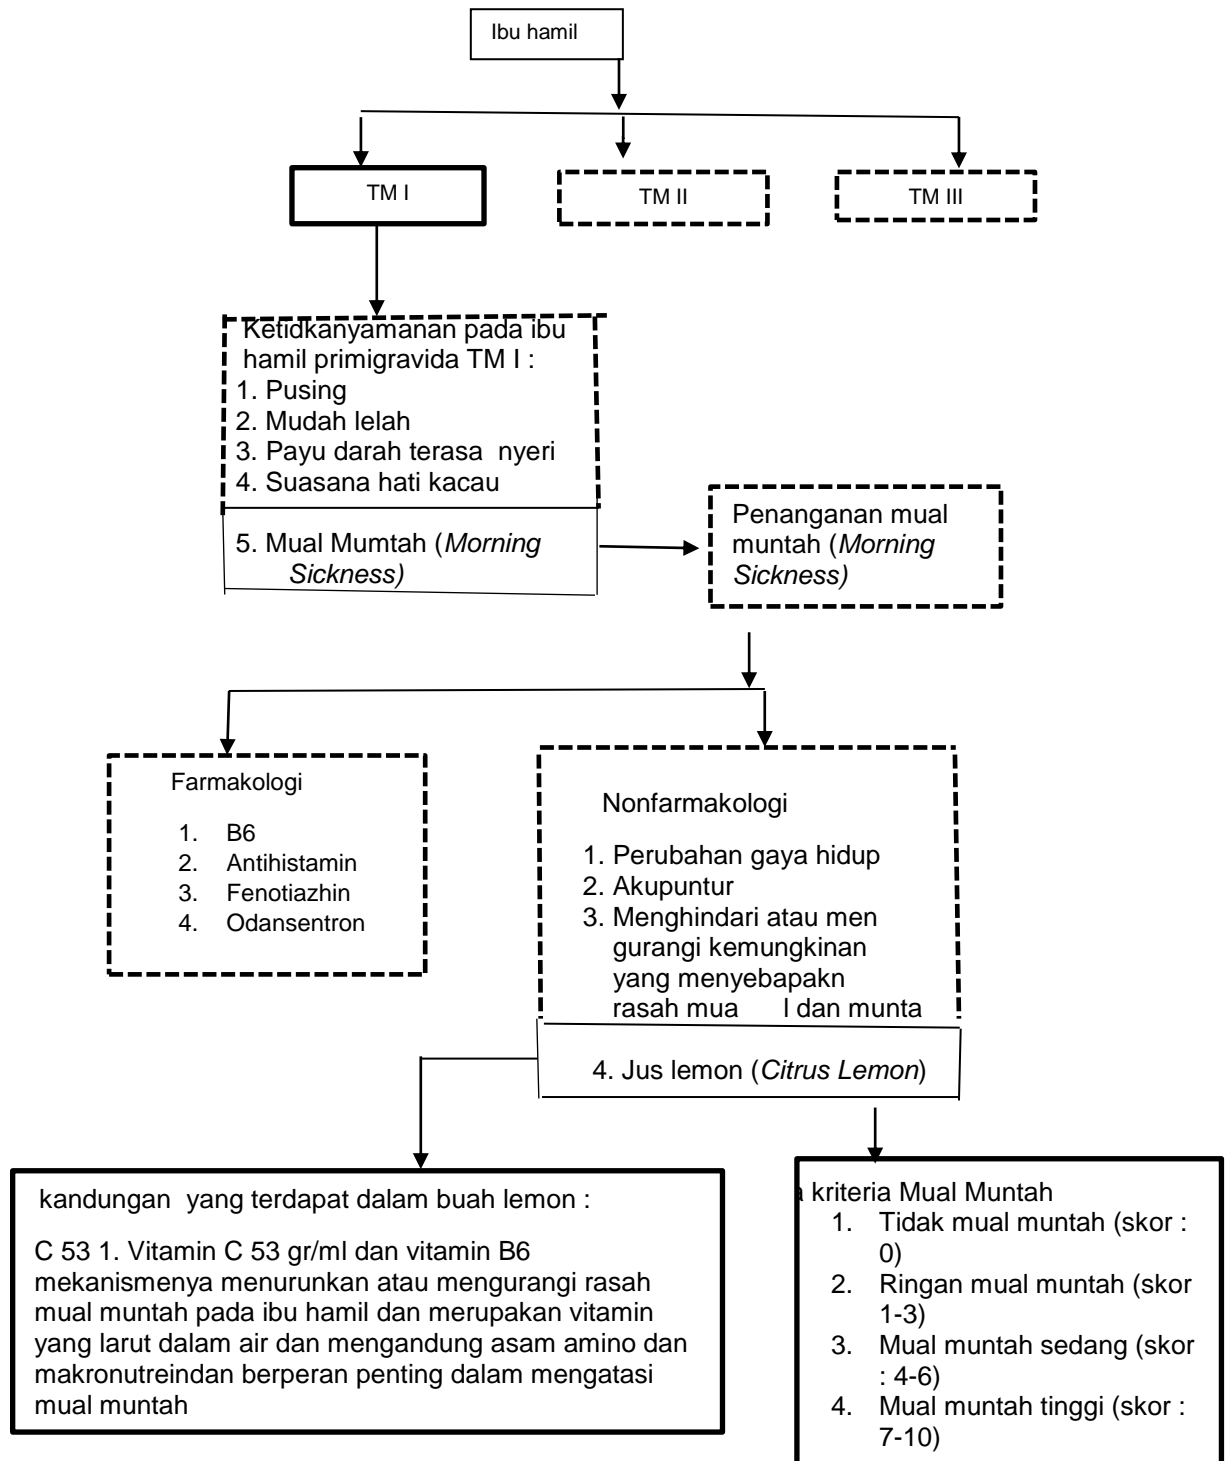 Ibu hamil
TM I
TM II
TM III
Ketidkanyamanan pada ibu
hamil primigravida TM I :
1. Pusing
2. Mudah lelah
3. Payu darah terasa nyeri
4. Suasana hati kacau
5. Mual Mumtah (Morning
Sickness)
Penanganan mual
muntah (Morning
Sickness)
Farmakologi
1. B6
2. Antihistamin
3. Fenotiazhin
4. Odansentron
Nonfarmakologi
1. Perubahan gaya hidup
2. Akupuntur
3. Menghindari atau men
gurangi kemungkinan
yang menyebapakn
rasah mua l dan munta
4. Jus lemon (Citrus Lemon)
kandungan yang terdapat dalam buah lemon :
C 53 1. Vitamin C 53 gr/ml dan vitamin B6
mekanismenya menurunkan atau mengurangi rasah
mual muntah pada ibu hamil dan merupakan vitamin
yang larut dalam air dan mengandung asam amino dan
makronutreindan berperan penting dalam mengatasi
mual muntah
kriteria Mual Muntah
1. Tidak mual muntah (skor :
0)
2. Ringan mual muntah (skor
1-3)
3. Mual muntah sedang (skor
: 4-6)
4. Mual muntah tinggi (skor :
7-10)